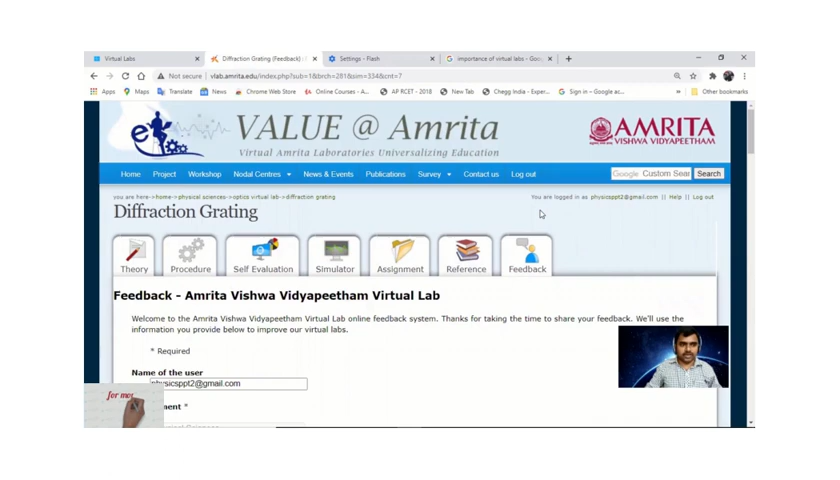 Virtual Labs
Diffraction Grating (Feedback) :
Settings - Flash
importance of virtual labs - Goog
Not secure
vlab.amrita.edu/index.php?sub=1&brch=281&sim=334&cnt=7
Apps
Maps
Translate
News
Chrome Web Store
Online Courses - A...
AP RCET - 2018
New Tab
Chegg India - Exper...
Sign in - Google ac...
»
Other bookmarks
VALUE @ Amrita
Virtual Amrita Laboratories Universalizing Education
AMRITA
VISHWA VIDYAPEETHAM
Home
Project
Workshop
Nodal Centres
News & Events
Publications
Survey
Contact us
Log out
Google Custom Sear
Search
you are here->home->physical sciences->optics virtual lab->diffraction grating
You are logged in as physicsppt2@gmail.com || Help || Log out
Diffraction Grating
Theory
Procedure
Self Evaluation
Simulator
Assignment
Reference
Feedback
Feedback - Amrita Vishwa Vidyapeetham Virtual Lab
Welcome to the Amrita Vishwa Vidyapeetham Virtual Lab online feedback system. Thanks for taking the time to share your feedback. We'll use the
information you provide below to improve our virtual labs.
* Required
Name of the user
physicsppt2@gmail.com
for mor
ment *